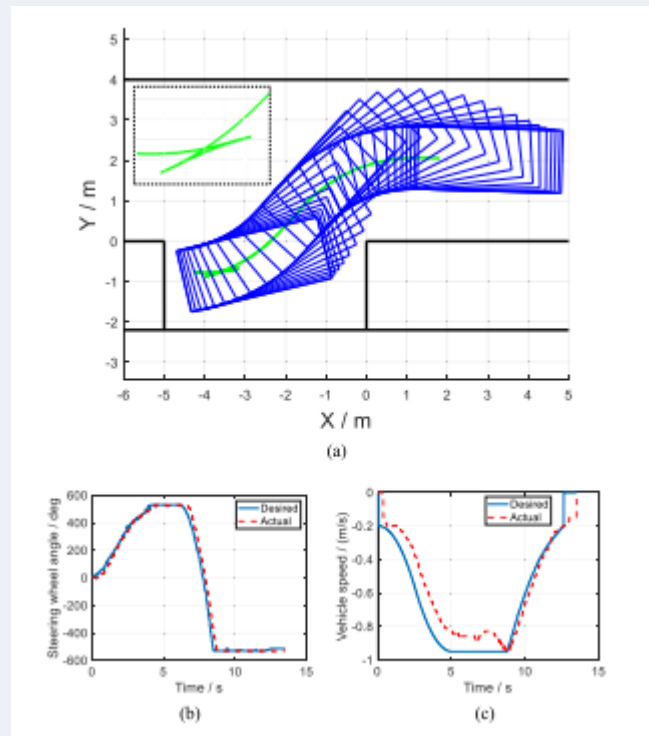 5
4
3
2
1
0
-1
-2
-3
Y / m
-6 -5 -4 -3 -2 -1 0 1 2 3 4 5
X / m
(a)
600
400
200
0
-200
-400
-600
Steering wheel angle / deg
Desired
Actual
0 5 10 15
Time / s
(b)
0
-0.2
-0.4
-0.6
-0.8
-1
Vehicle speed / (m/s)
Desired
Actual
0 5 10 15
Time / s
(c)